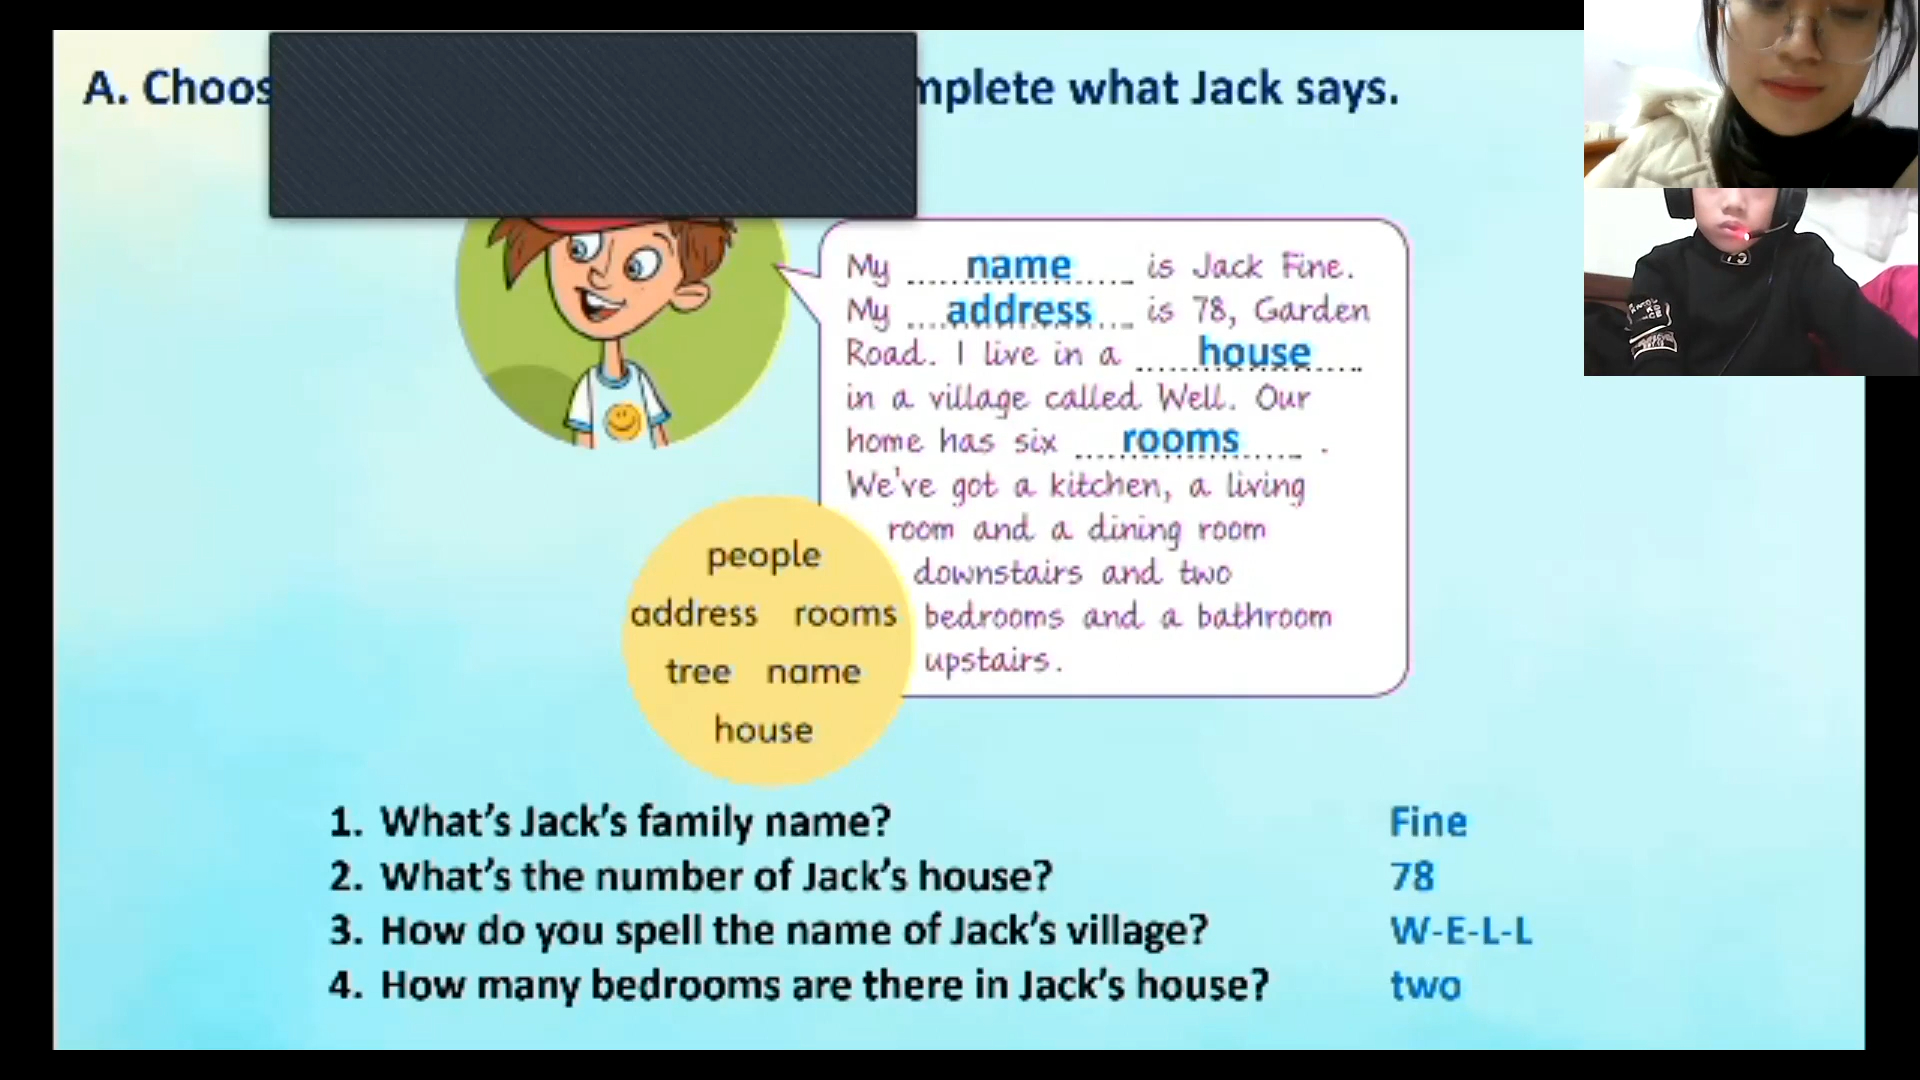 A. Choos
mplete what Jack says.
My name is Jack Fine.
My address is 78, Garden
Road. I live in a house
in a village called Well. Our
home has six rooms .
We've got a kitchen, a living
room and a dining room
downstairs and two
bedrooms and a bathroom
upstairs.
people
address rooms
tree name
house
1. What's Jack's family name? Fine
2. What's the number of Jack's house? 78
3. How do you spell the name of Jack's village? W-E-L-L
4. How many bedrooms are there in Jack's house? two